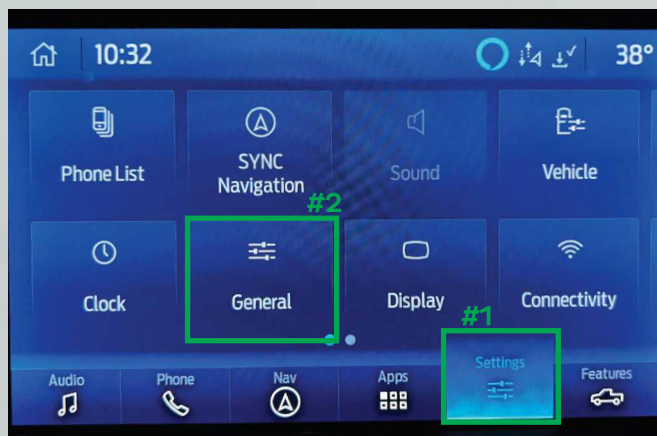 10:32
38°
Phone List
SYNC
Navigation
Sound
Vehicle
#2
Clock
General
Display
Connectivity
#1
Audio
Phone
Nav
Apps
Settings
Features